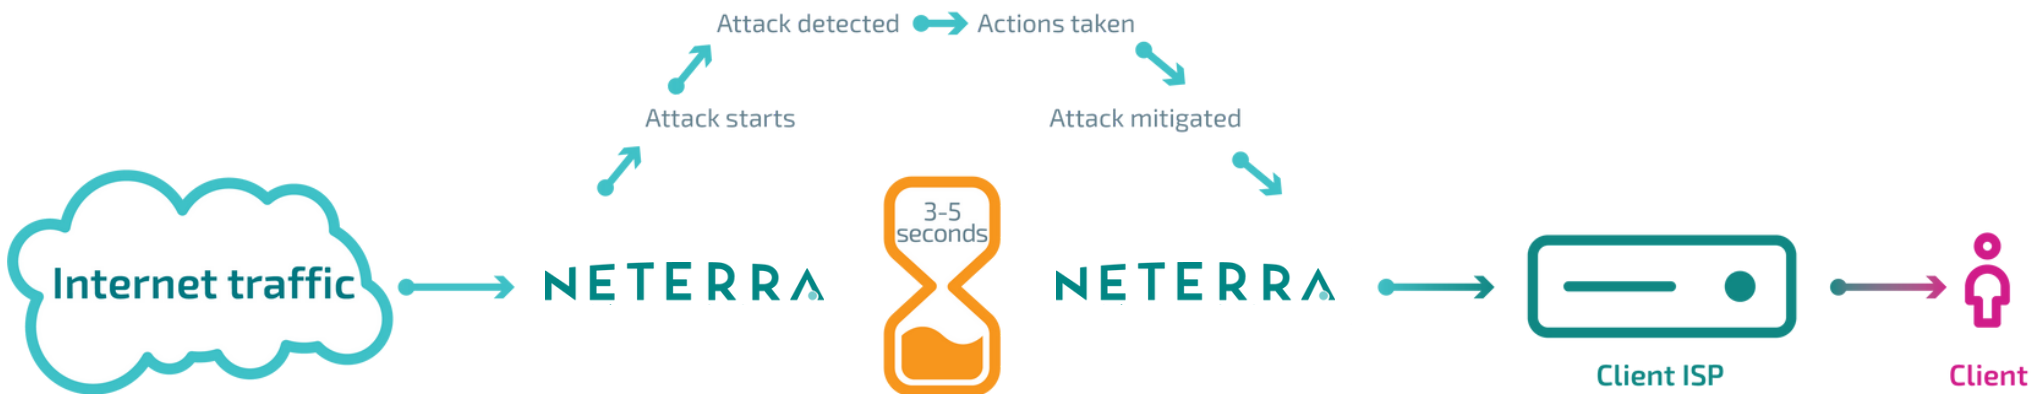 Attack detected
Actions taken
Attack starts
Attack mitigated
3-5
seconds
Internet traffic
NETERRA
NETERRA
Client ISP
Client